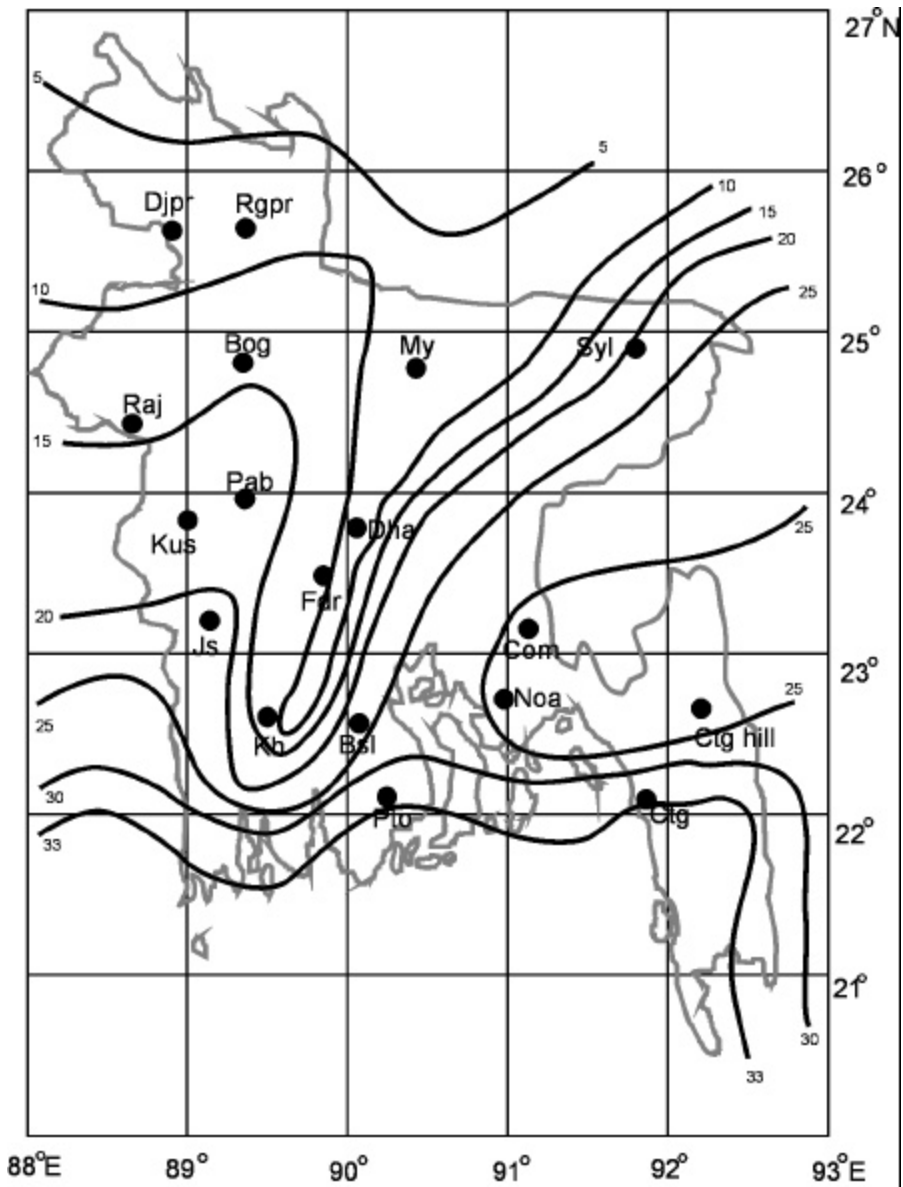 27°N
5
5
26°
10
Djpr Rgpr
15
20
25
10
25°
Bog My Syl
Raj
15
Pab
24°
25
Kus Dha
Fdr
20
Js Com
23°
25
Noa
25
Kh Bsl Ctg hill
30
Pto Ctg
22°
33
21°
30
33
88°E 89° 90° 91° 92° 93°E